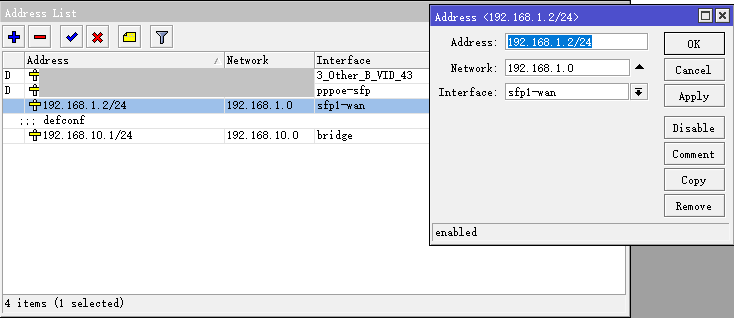 Address List
Address Network Interface
D 3_Other_B_VID_43
D pppoe-sfp
192.168.1.2/24 192.168.1.0 sfp1-wan
;;; defconf
192.168.10.1/24 192.168.10.0 bridge
4 items (1 selected)
Address <192.168.1.2/24>
Address: 192.168.1.2/24
Network: 192.168.1.0
Interface: sfp1-wan
OK
Cancel
Apply
Disable
Comment
Copy
Remove
enabled